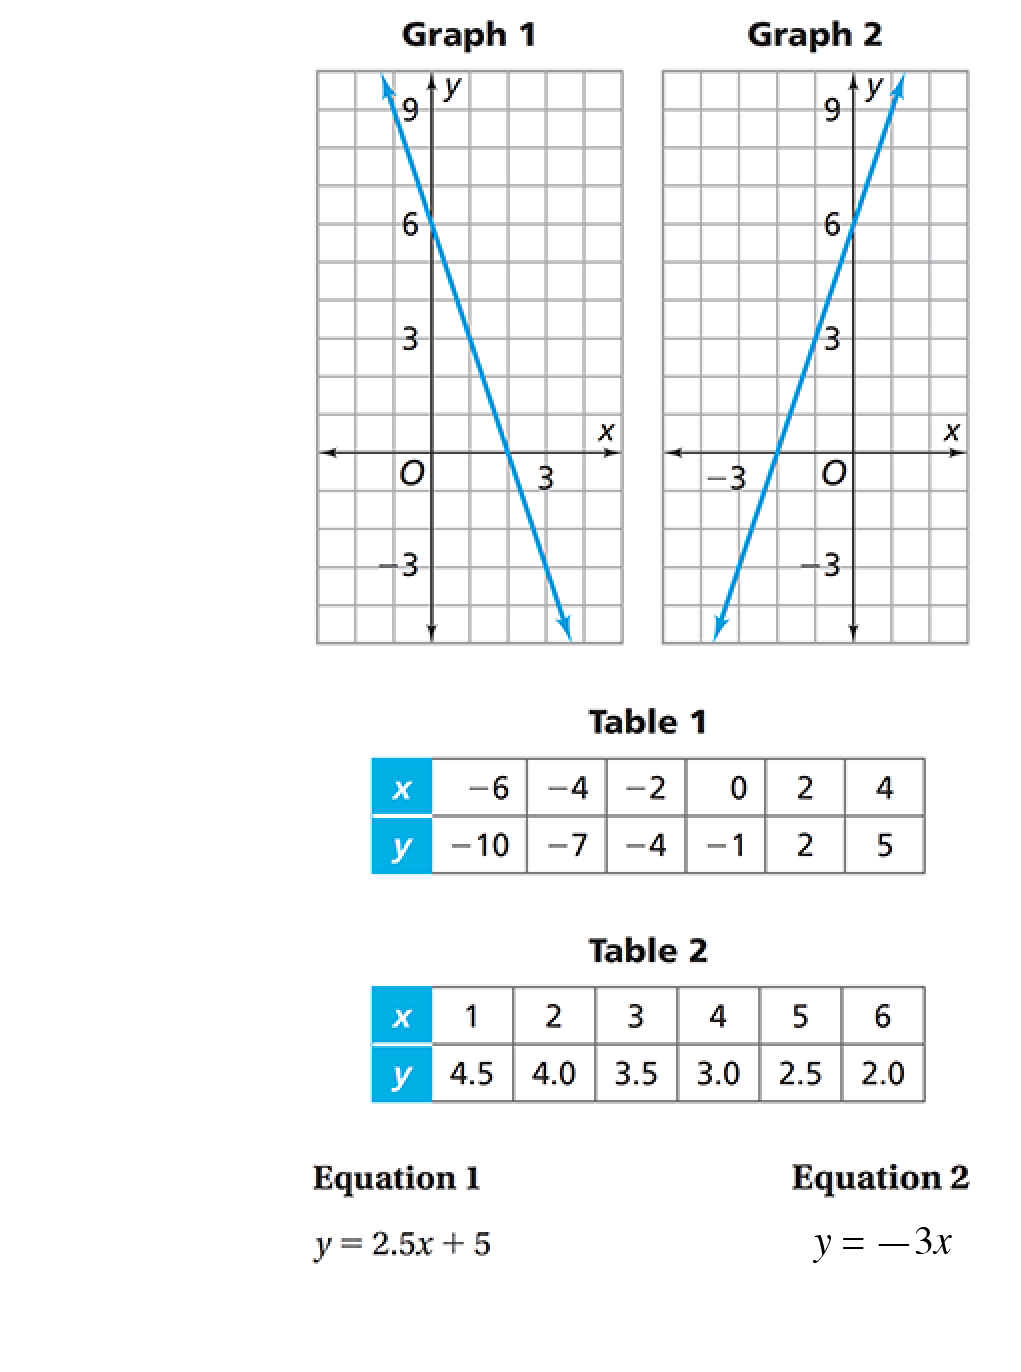 Graph 1 Graph 2
y y
9 9
6 6
3 3
x x
O 3 −3 O
−3 −3
Table 1
x −6 −4 −2 0 2 4
y −10 −7 −4 −1 2 5
Table 2
x 1 2 3 4 5 6
y 4.5 4.0 3.5 3.0 2.5 2.0
Equation 1 Equation 2
y = 2.5x + 5 y = −3x